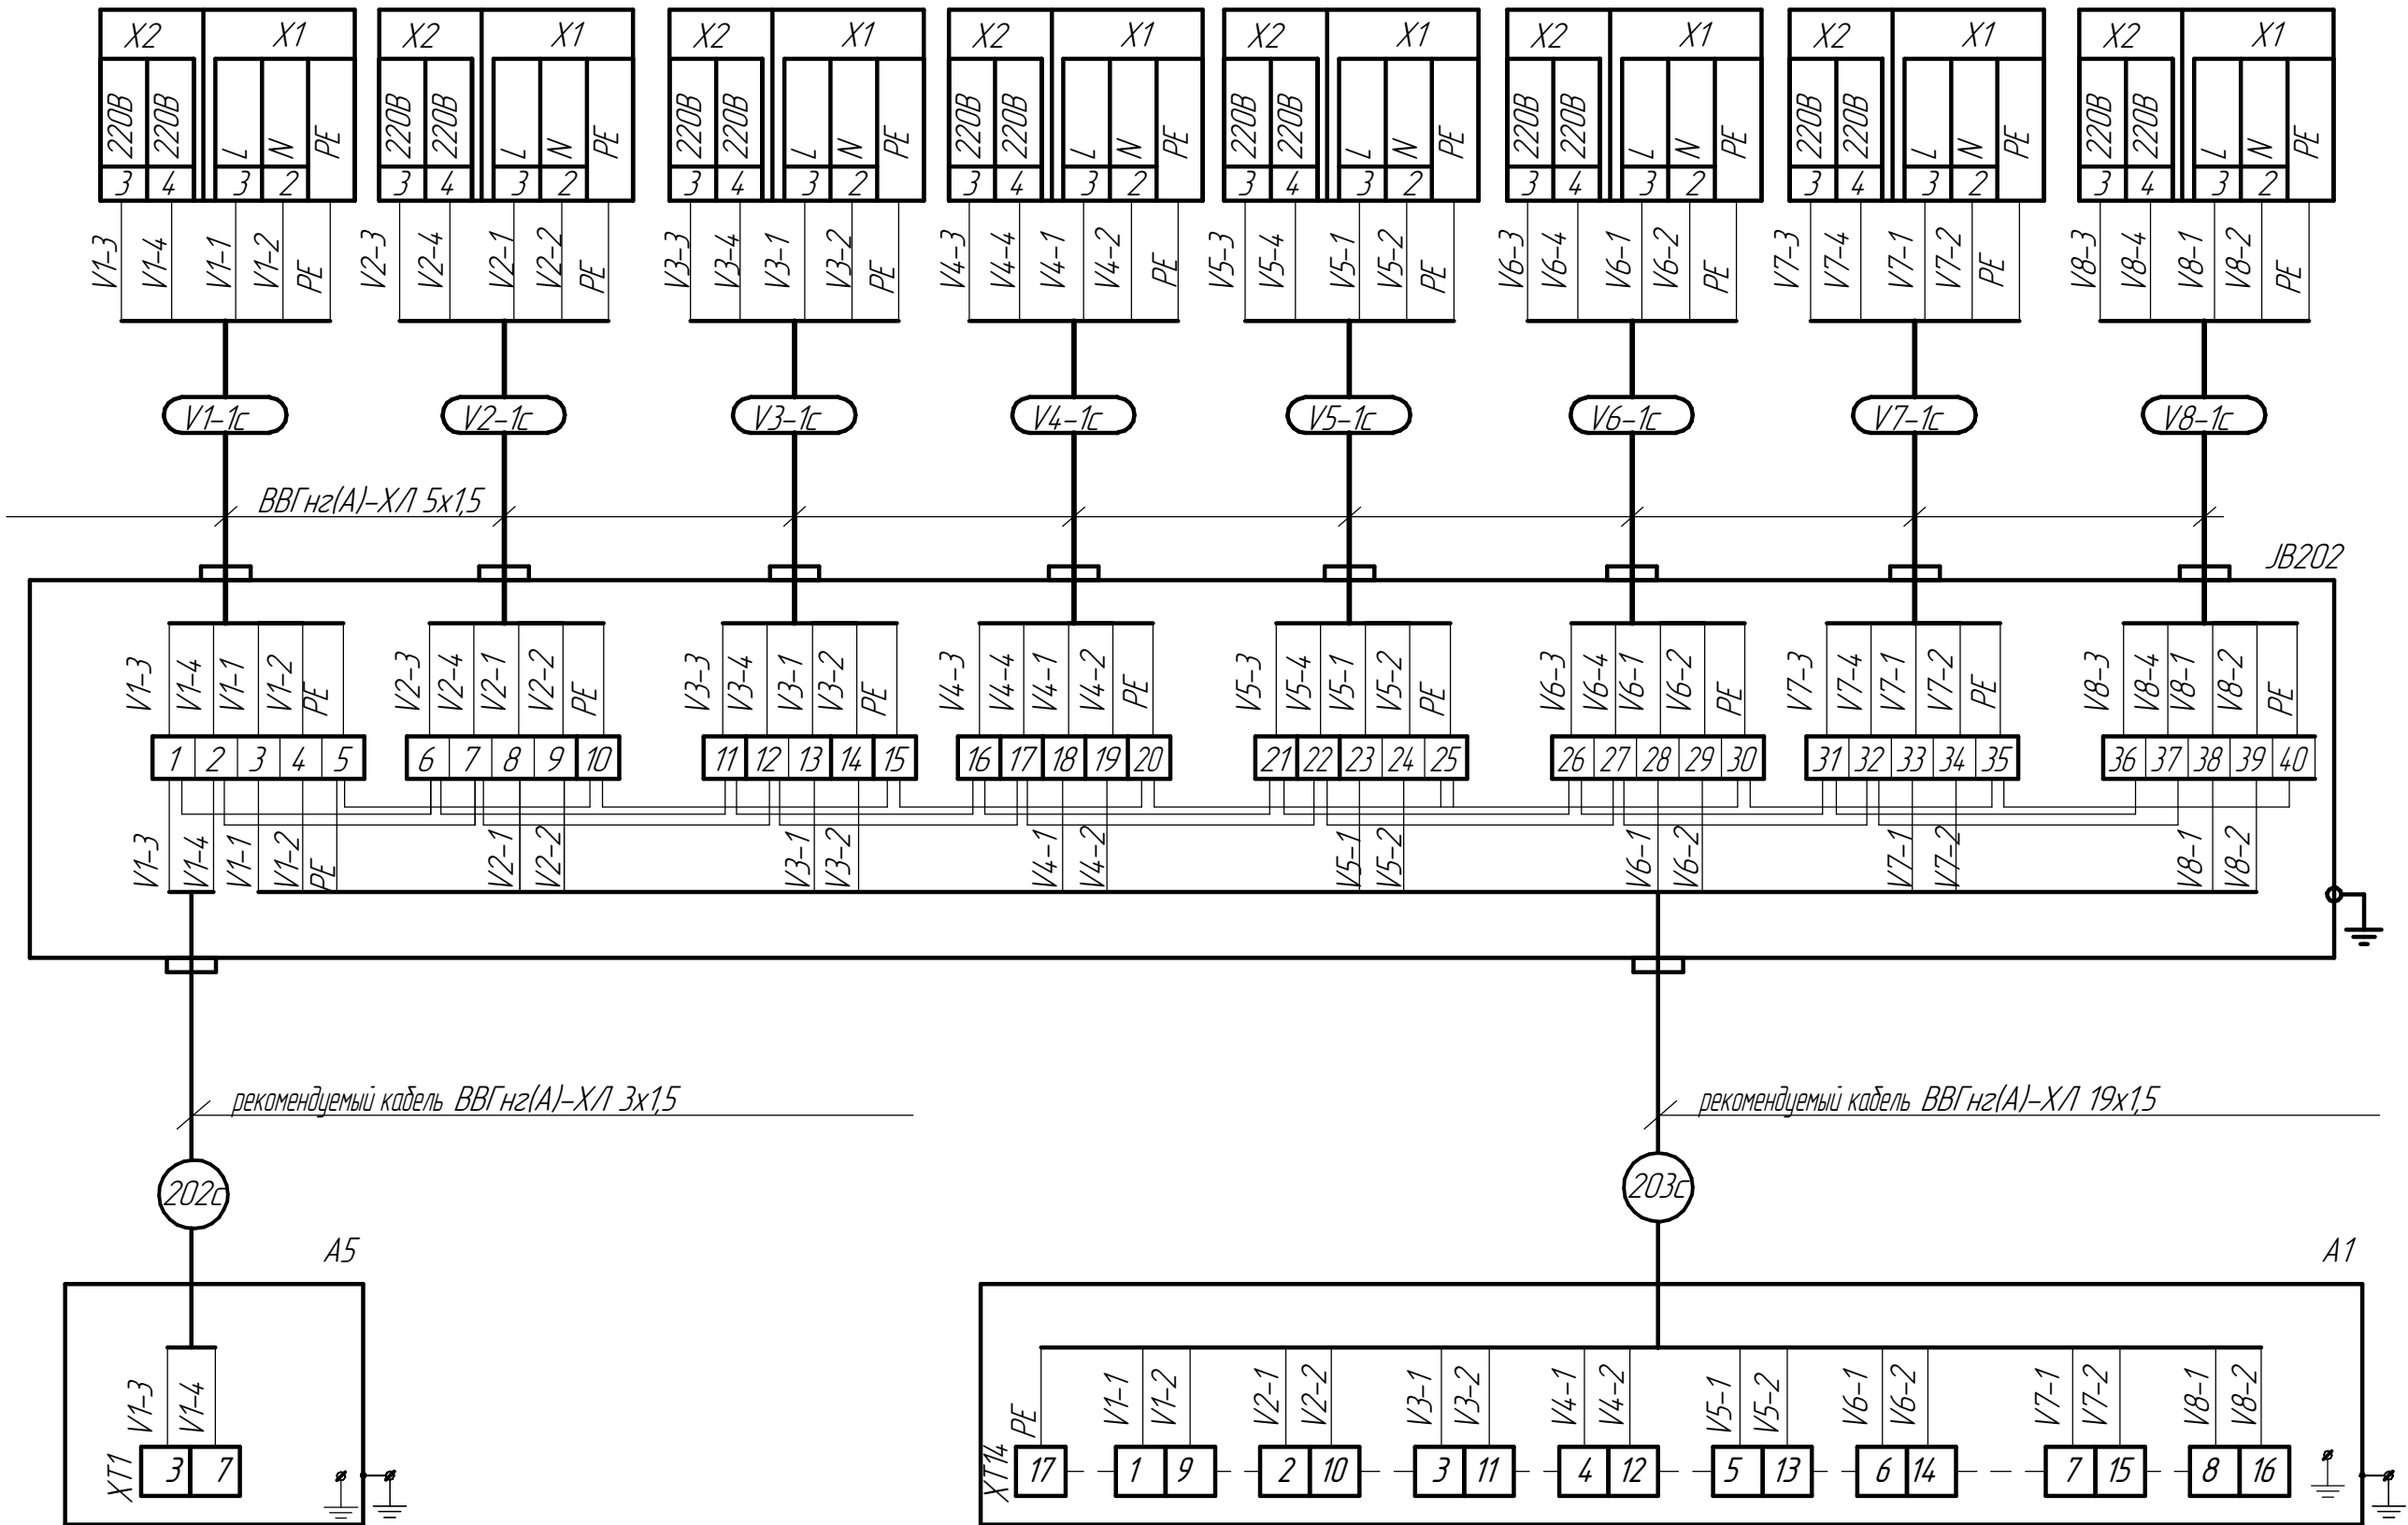 X2 X1 X2 X1 X2 X1 X2 X1 X2 X1 X2 X1 X2 X1 X2 X1
220В 220В L N PE 220В 220В L N PE 220В 220В L N PE 220В 220В L N PE 220В 220В L N PE 220В 220В L N PE 220В 220В L N PE 220В 220В L N PE
3 4 3 2 3 4 3 2 3 4 3 2 3 4 3 2 3 4 3 2 3 4 3 2 3 4 3 2 3 4 3 2
V1-3 V1-4 V1-1 V1-2 PE V2-3 V2-4 V2-1 V2-2 PE V3-3 V3-4 V3-1 V3-2 PE V4-3 V4-4 V4-1 V4-2 PE V5-3 V5-4 V5-1 V5-2 PE V6-3 V6-4 V6-1 V6-2 PE V7-3 V7-4 V7-1 V7-2 PE V8-3 V8-4 V8-1 V8-2 PE
V1-1с V2-1с V3-1с V4-1с V5-1с V6-1с V7-1с V8-1с
ВВГнг(А)-ХЛ 5х1,5
JB202
V1-3 V1-4 V1-1 V1-2 PE V2-3 V2-4 V2-1 V2-2 PE V3-3 V3-4 V3-1 V3-2 PE V4-3 V4-4 V4-1 V4-2 PE V5-3 V5-4 V5-1 V5-2 PE V6-3 V6-4 V6-1 V6-2 PE V7-3 V7-4 V7-1 V7-2 PE V8-3 V8-4 V8-1 V8-2 PE
1 2 3 4 5 6 7 8 9 10 11 12 13 14 15 16 17 18 19 20 21 22 23 24 25 26 27 28 29 30 31 32 33 34 35 36 37 38 39 40
V1-3 V1-4 V1-1 V1-2 PE V2-1 V2-2 V3-1 V3-2 V4-1 V4-2 V5-1 V5-2 V6-1 V6-2 V7-1 V7-2 V8-1 V8-2
рекомендуемый кабель ВВГнг(А)-ХЛ 3х1,5
рекомендуемый кабель ВВГнг(А)-ХЛ 19х1,5
202с 203с
А5 А1
V1-3 V1-4 PE V1-1 V1-2 V2-1 V2-2 V3-1 V3-2 V4-1 V4-2 V5-1 V5-2 V6-1 V6-2 V7-1 V7-2 V8-1 V8-2
XT1 3 7 XT14 17 1 9 2 10 3 11 4 12 5 13 6 14 7 15 8 16